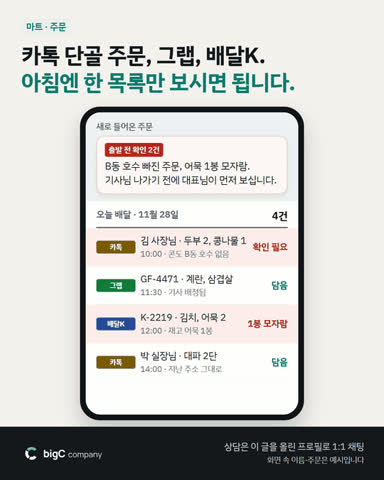 마트 · 주문
카톡 단골 주문, 그랩, 배달K.
아침엔 한 목록만 보시면 됩니다.
새로 들어온 주문
출발 전 확인 2건
B동 호수 빠진 주문, 어묵 1봉 모자람.
기사님 나가기 전에 대표님이 먼저 보십니다.
오늘 배달 · 11월 28일 4건
카톡 김 사장님 · 두부 2, 콩나물 1 확인 필요
10:00 · 콘도 B동 호수 없음
그랩 GF-4471 · 계란, 삼겹살 담음
11:30 · 기사 배정됨
배달K K-2219 · 김치, 어묵 2 1봉 모자람
12:00 · 재고 어묵 1봉
카톡 박 실장님 · 대파 2단 담음
14:00 · 지난 주소 그대로
bigC company
상담은 이 글을 올린 프로필로 1:1 채팅
화면 속 이름·주문은 예시입니다